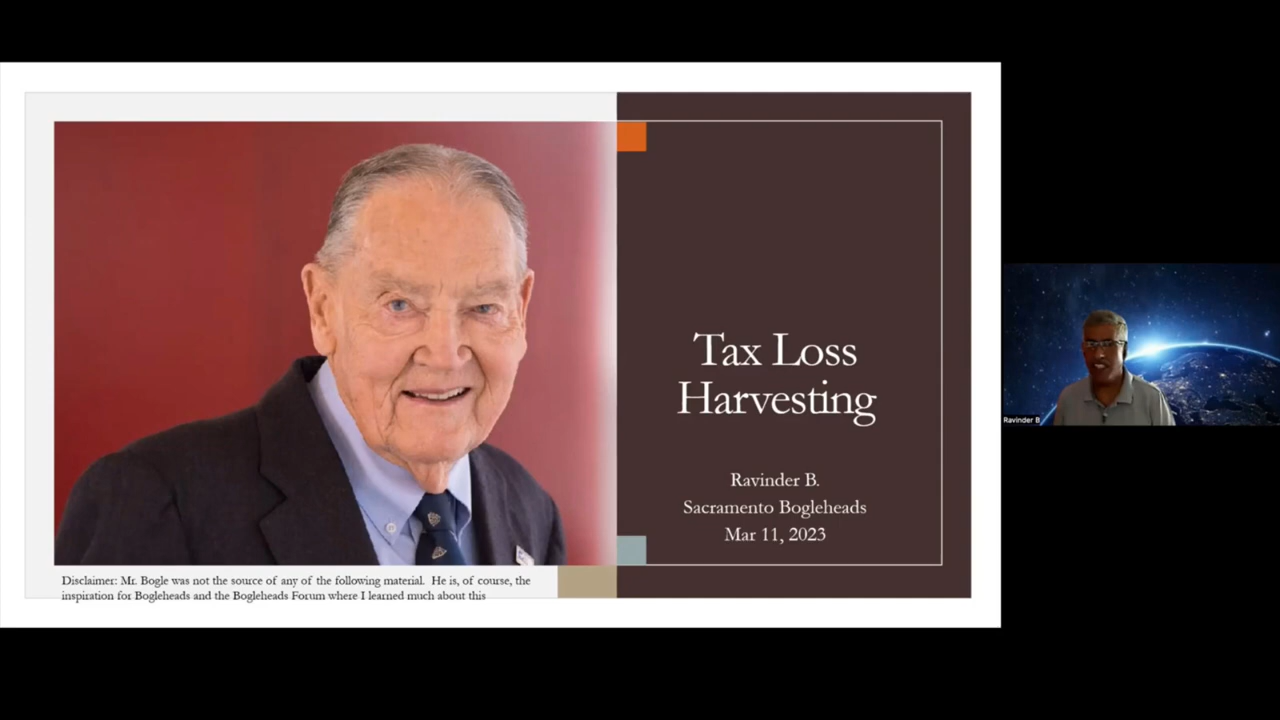 Tax Loss
Harvesting
Ravinder B.
Sacramento Bogleheads
Mar 11, 2023
Disclaimer: Mr. Bogle was not the source of any of the following material. He is, of course, the
inspiration for Bogleheads and the Bogleheads Forum where I learned much about this
Ravinder B